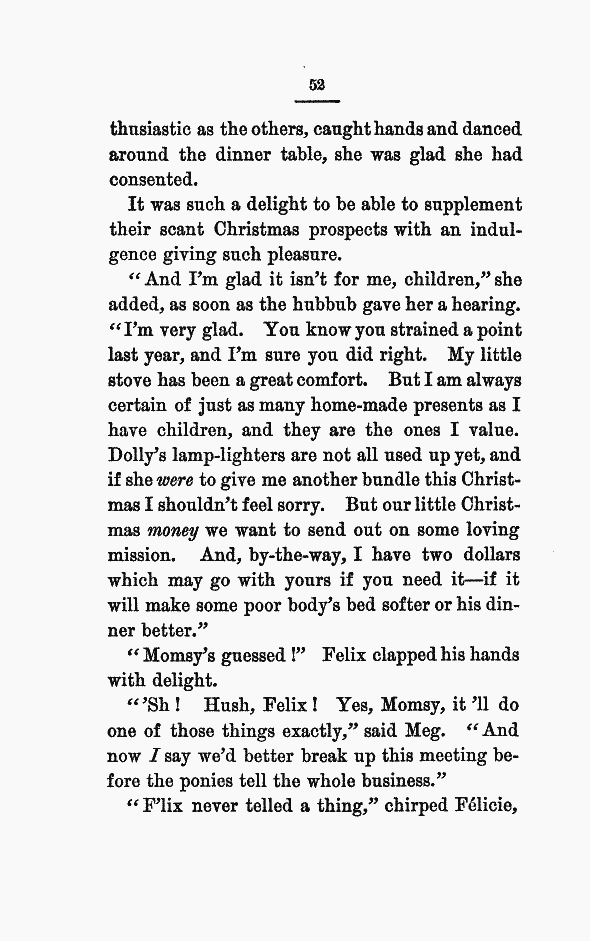 52
thusiastic as the others, caught hands and danced
around the dinner table, she was glad she had
consented.
It was such a delight to be able to supplement
their scant Christmas prospects with an indul-
gence giving such pleasure.
“And I’m glad it isn’t for me, children,” she
added, as soon as the hubbub gave her a hearing.
“I’m very glad. You know you strained a point
last year, and I’m sure you did right. My little
stove has been a great comfort. But I am always
certain of just as many home-made presents as I
have children, and they are the ones I value.
Dolly’s lamp-lighters are not all used up yet, and
if she were to give me another bundle this Christ-
mas I shouldn’t feel sorry. But our little Christ-
mas money we want to send out on some loving
mission. And, by-the-way, I have two dollars
which may go with yours if you need it—if it
will make some poor body’s bed softer or his din-
ner better.”
“Momsy’s guessed!” Felix clapped his hands
with delight.
“’Sh! Hush, Felix! Yes, Momsy, it ’ll do
one of those things exactly,” said Meg. “And
now I say we’d better break up this meeting be-
fore the ponies tell the whole business.”
“F’lix never telled a thing,” chirped Félicie,